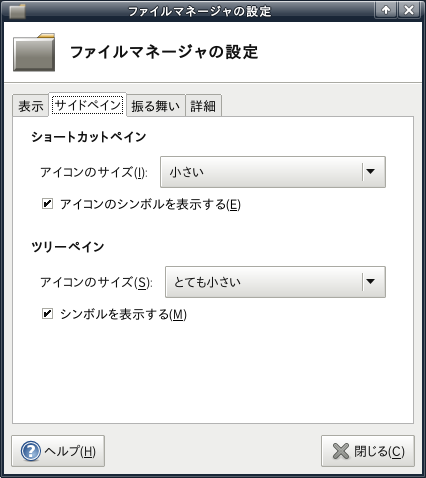 ファイルマネージャの設定
ファイルマネージャの設定
表示 サイドペイン 振る舞い 詳細
ショートカットペイン
アイコンのサイズ(I): 小さい
アイコンのシンボルを表示する(E)
ツリーペイン
アイコンのサイズ(S): とても小さい
シンボルを表示する(M)
ヘルプ(H) 閉じる(C)